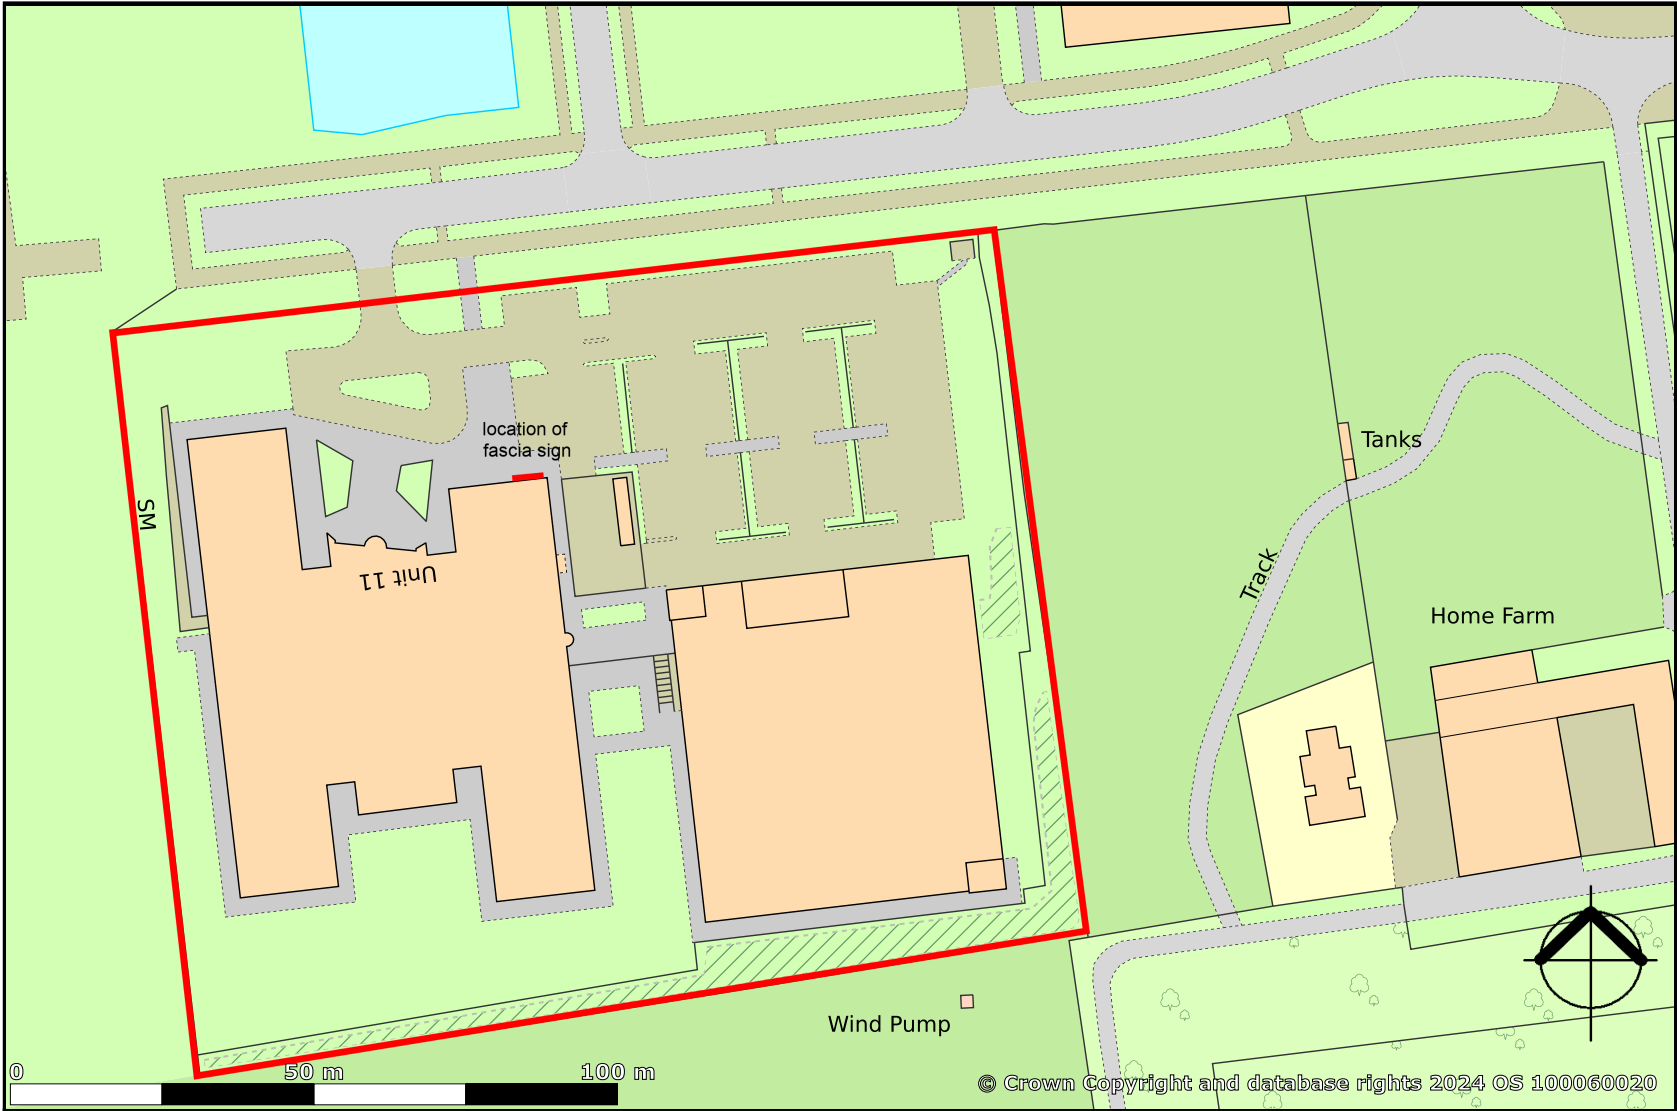 location of
fascia sign
Tanks
SM
Unit 11
Track
Home Farm
Wind Pump
0
50 m
100 m
© Crown Copyright and database rights 2024 OS 100060020